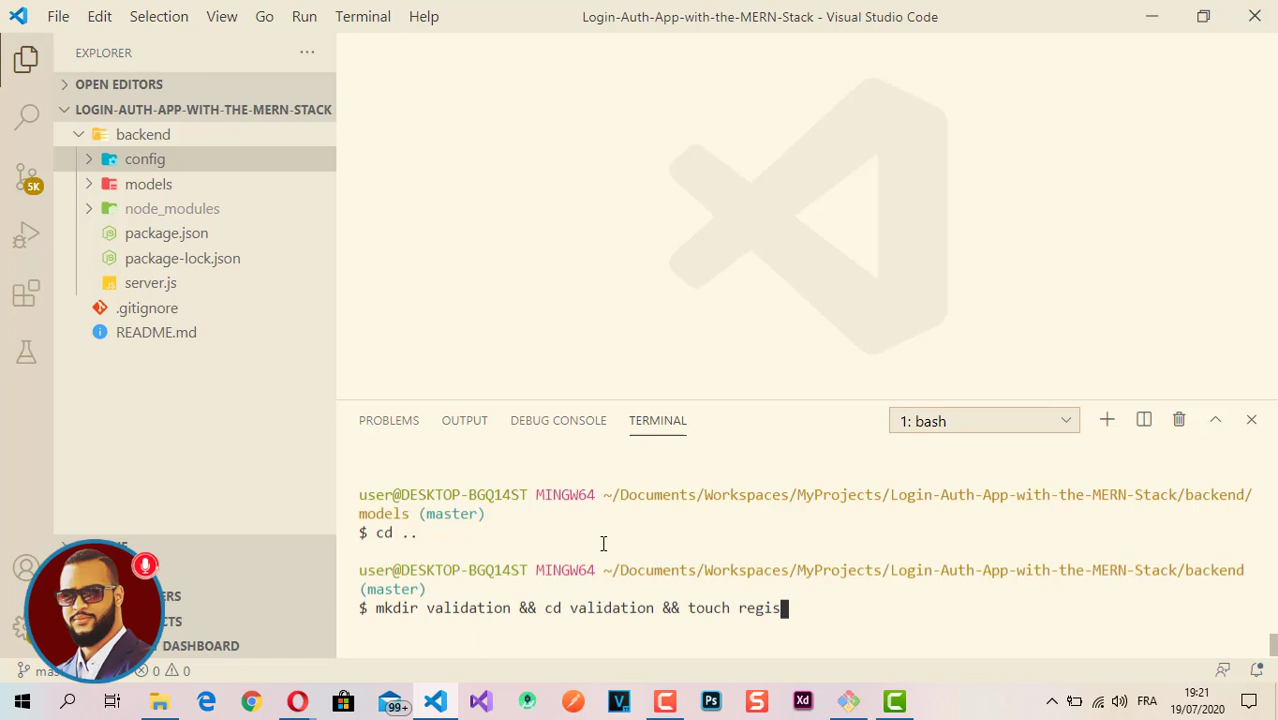 File Edit Selection View Go Run Terminal Help
Login-Auth-App-with-the-MERN-Stack - Visual Studio Code
EXPLORER
OPEN EDITORS
LOGIN-AUTH-APP-WITH-THE-MERN-STACK
backend
config
models
node_modules
package.json
package-lock.json
server.js
.gitignore
README.md
5K
DASHBOARD
PROBLEMS OUTPUT DEBUG CONSOLE TERMINAL
1: bash
user@DESKTOP-BGQ14ST MINGW64 ~/Documents/Workspaces/MyProjects/Login-Auth-App-with-the-MERN-Stack/backend/
models (master)
$ cd ..
user@DESKTOP-BGQ14ST MINGW64 ~/Documents/Workspaces/MyProjects/Login-Auth-App-with-the-MERN-Stack/backend
(master)
$ mkdir validation && cd validation && touch regis
0 0
99+
Ps
S
Xd
C
FRA
19:21
19/07/2020